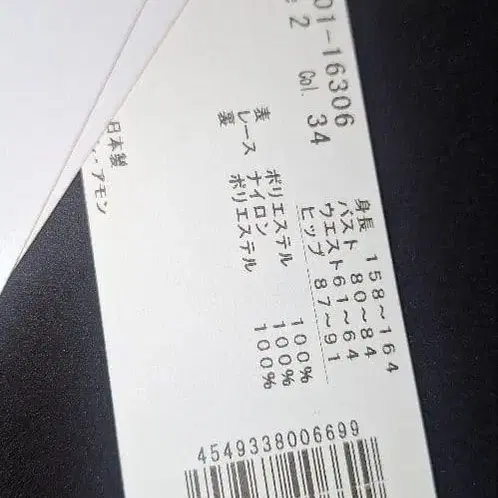 01-16306
2 Col. 34
身長 158~164
バスト 80~84
ウエスト61~64
ヒップ 87~91
表 ポリエステル 100%
レース ナイロン 100%
裏 ポリエステル 100%
日本製
アモン
4549338006699